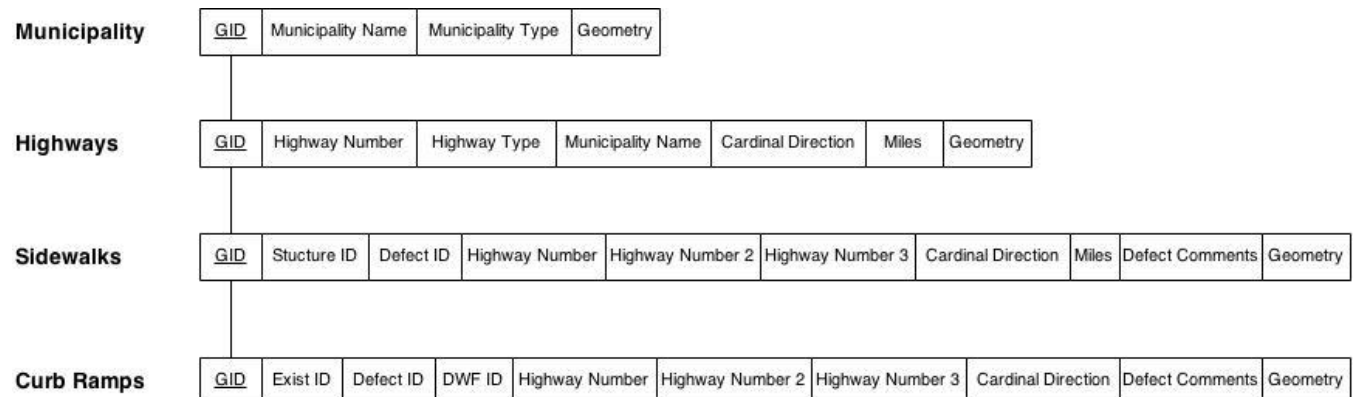 Municipality GID Municipality Name Municipality Type Geometry
Highways GID Highway Number Highway Type Municipality Name Cardinal Direction Miles Geometry
Sidewalks GID Stucture ID Defect ID Highway Number Highway Number 2 Highway Number 3 Cardinal Direction Miles Defect Comments Geometry
Curb Ramps GID Exist ID Defect ID DWF ID Highway Number Highway Number 2 Highway Number 3 Cardinal Direction Defect Comments Geometry